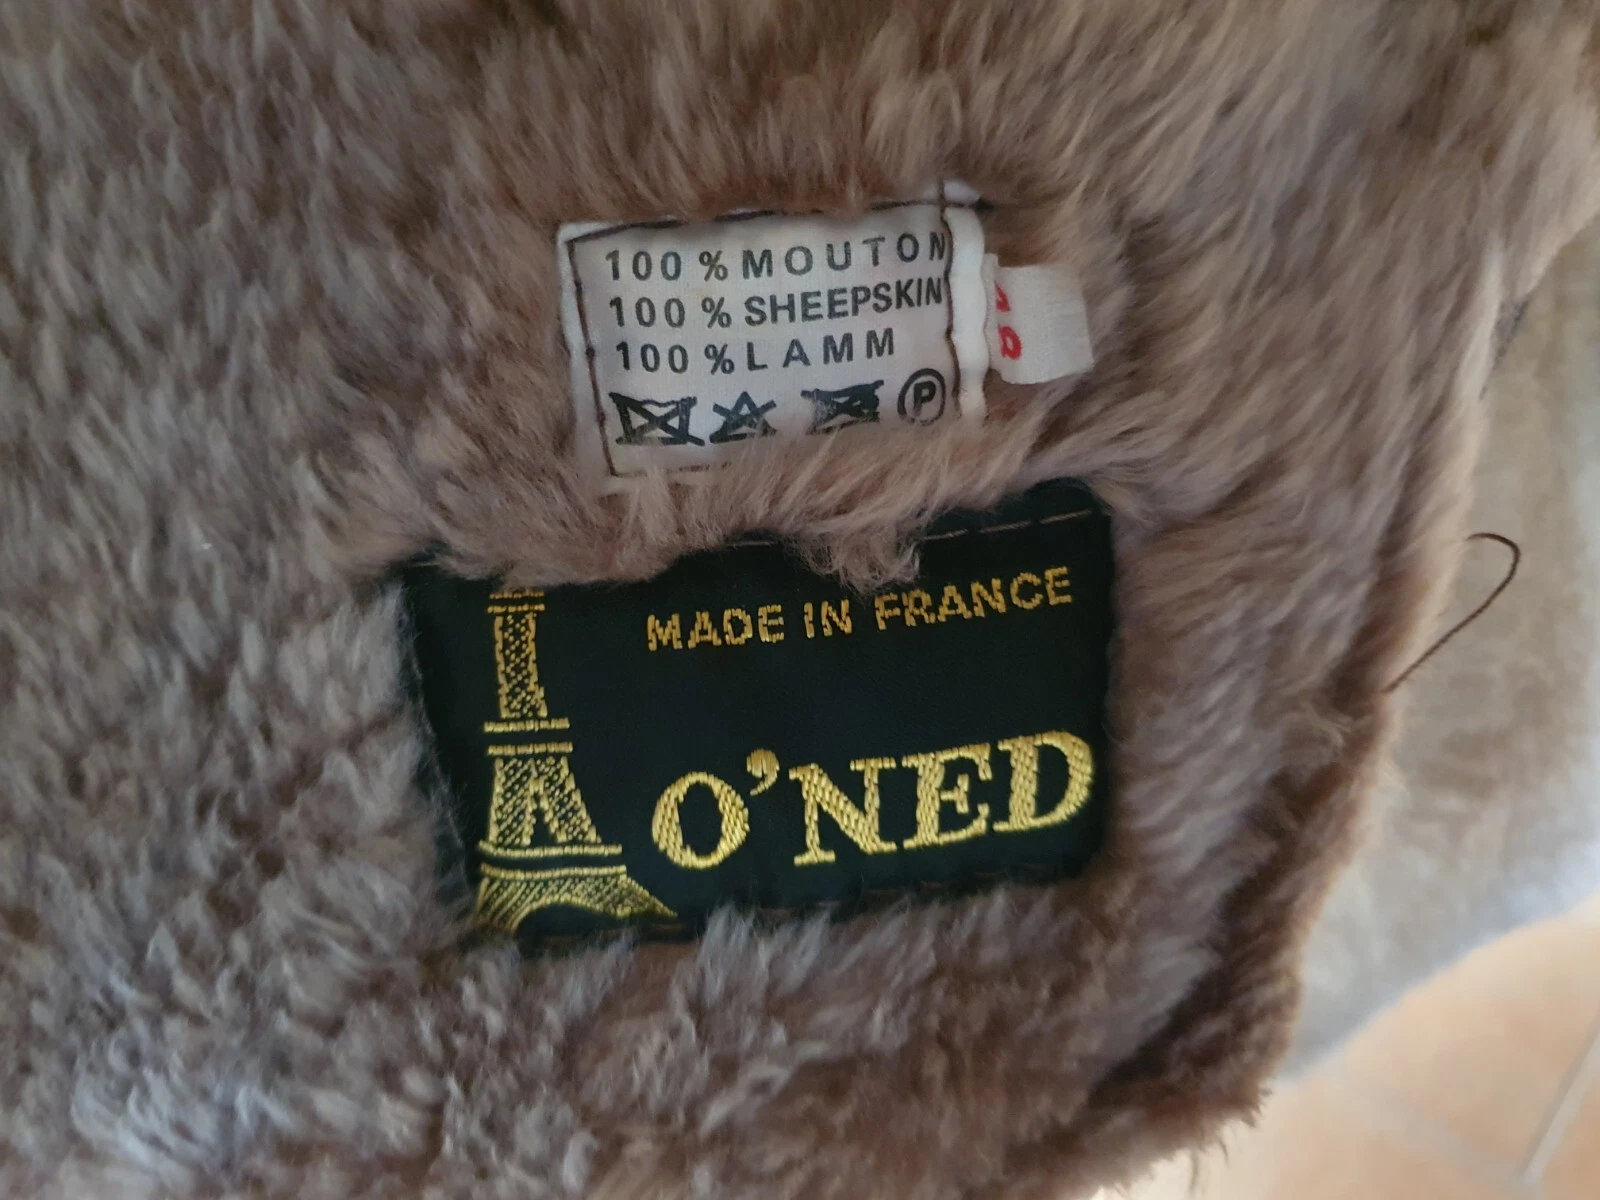 100 % MOUTON
100 % SHEEPSKIN
100 % LAMM
P
MADE IN FRANCE
O'NED